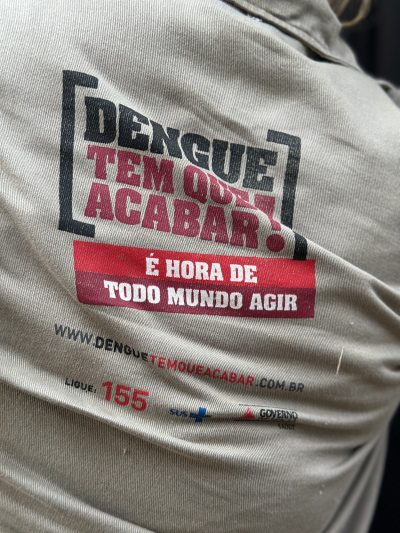 DENGUE
TEM QUE
ACABAR!
É HORA DE
TODO MUNDO AGIR
WWW.DENGUETEMQUEACABAR.COM.BR
LIGUE: 155
SUS
GOVERNO